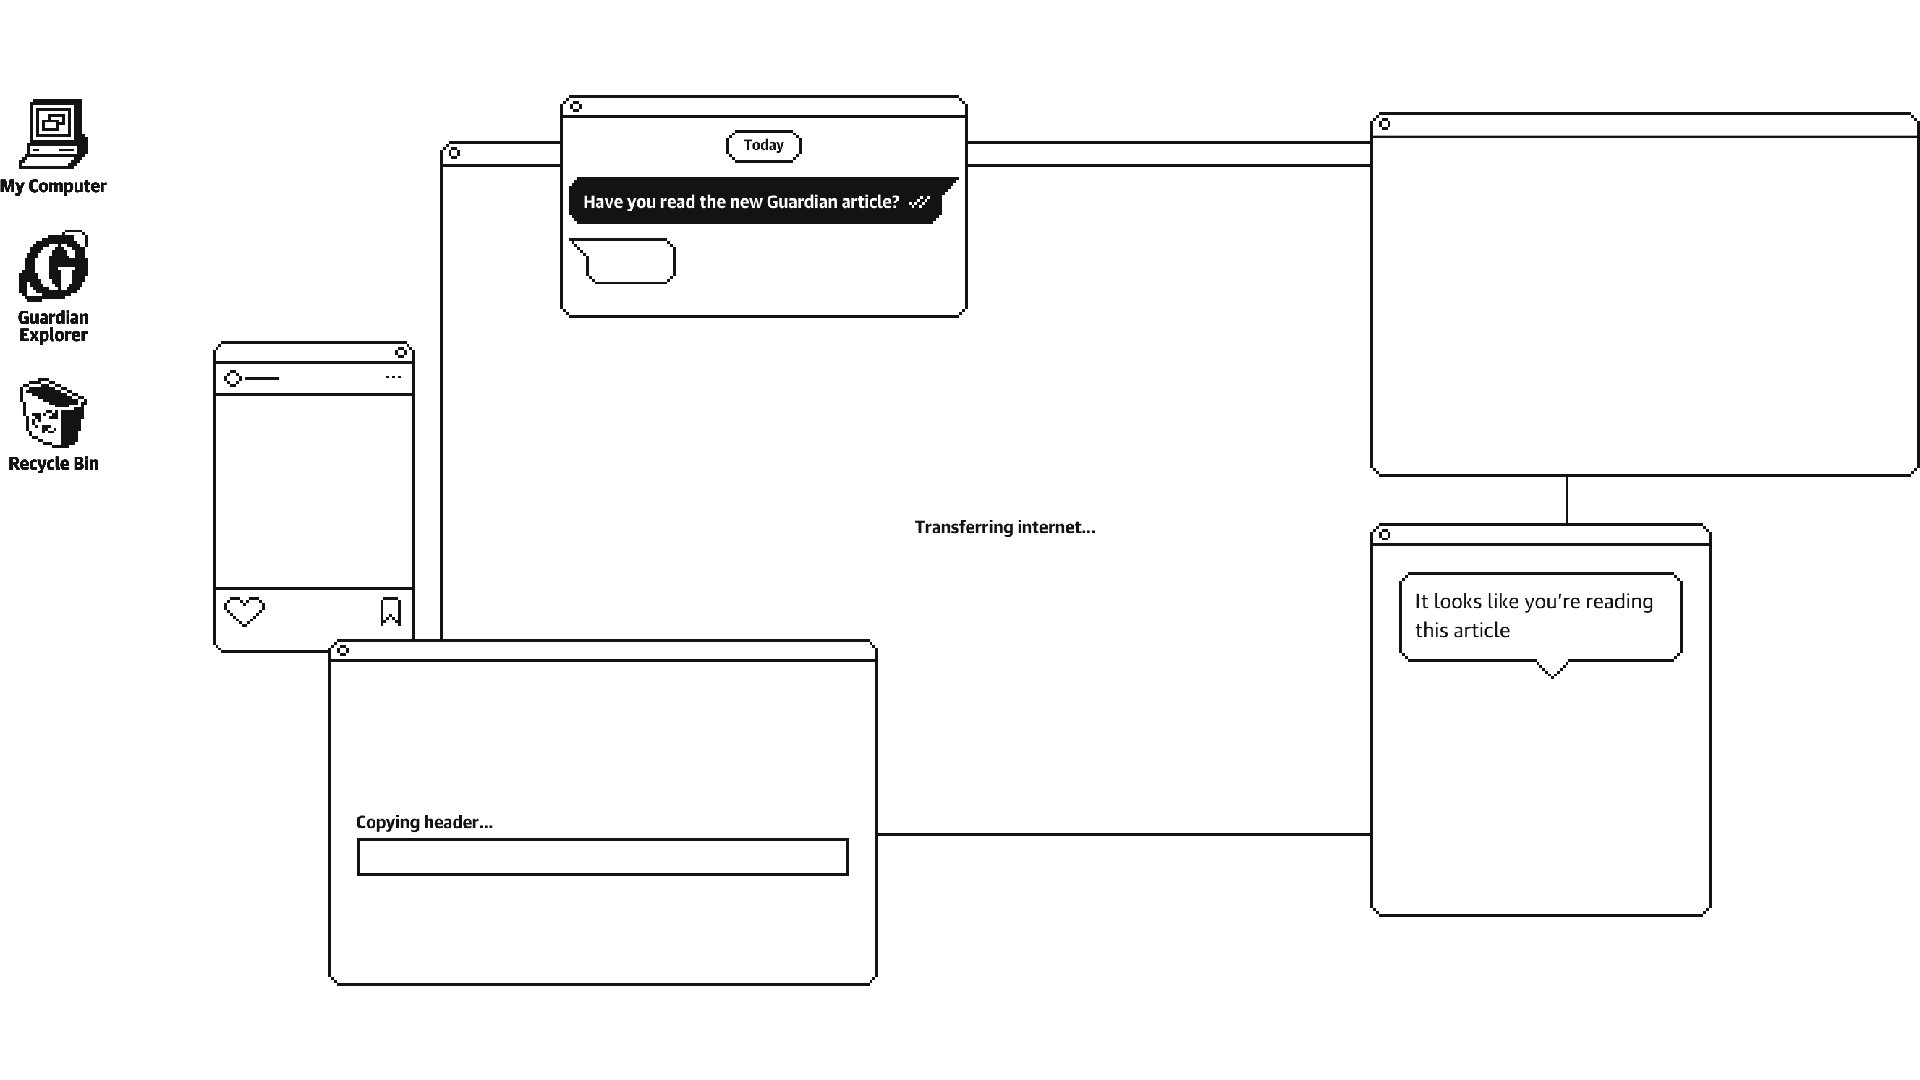 My Computer
Guardian
Explorer
Recycle Bin
Today
Have you read the new Guardian article?
Transferring internet...
It looks like you're reading
this article
Copying header...